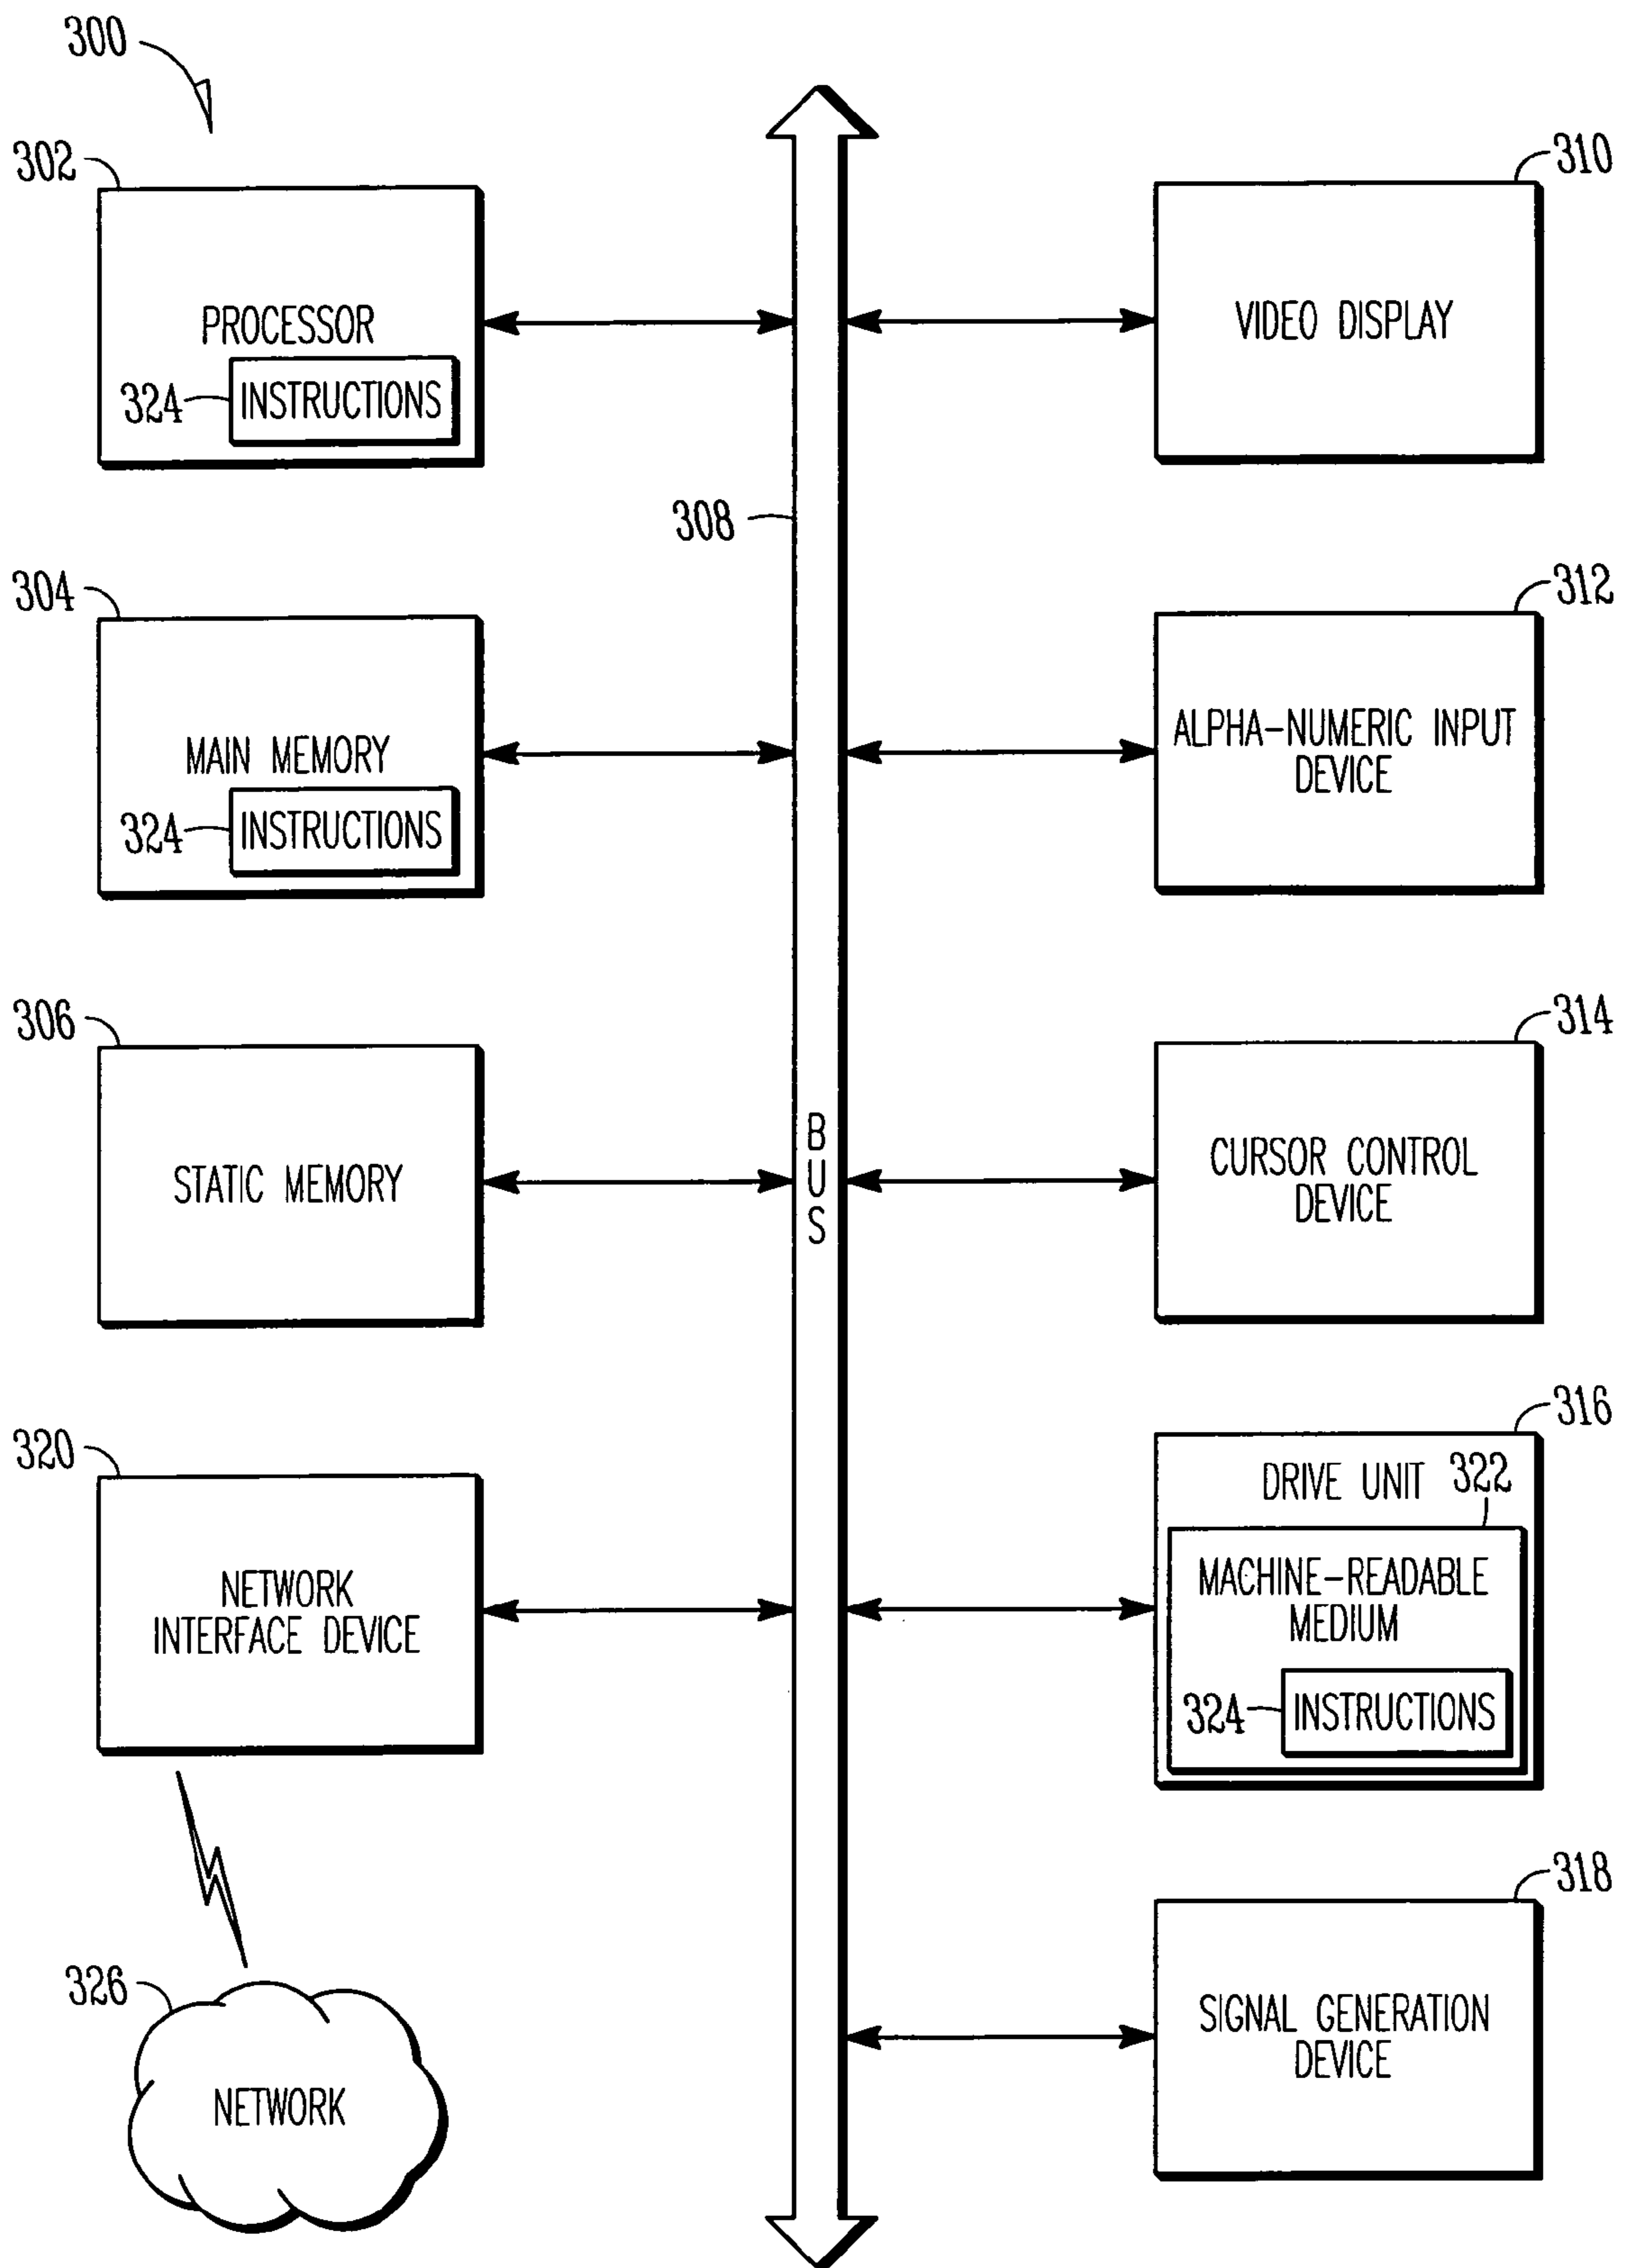 300
302
PROCESSOR
324
INSTRUCTIONS
308
304
MAIN MEMORY
324
INSTRUCTIONS
306
STATIC MEMORY
320
NETWORK
INTERFACE DEVICE
326
NETWORK
BUS
310
VIDEO DISPLAY
312
ALPHA-NUMERIC INPUT
DEVICE
314
CURSOR CONTROL
DEVICE
316
DRIVE UNIT
322
MACHINE-READABLE
MEDIUM
324
INSTRUCTIONS
318
SIGNAL GENERATION
DEVICE